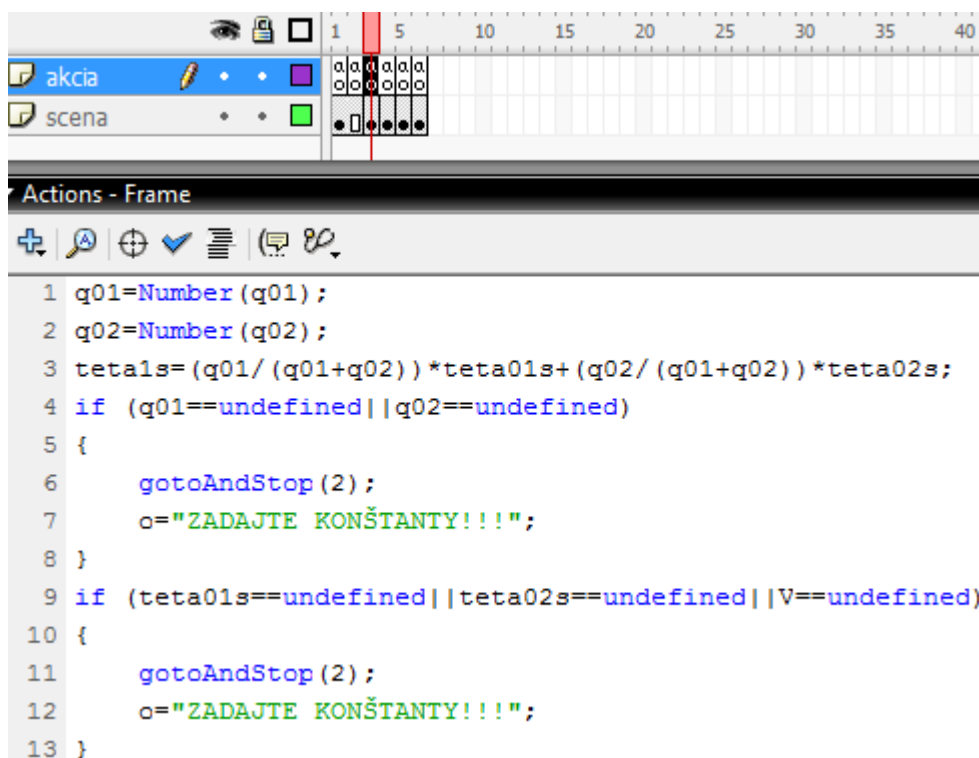 1 5 10 15 20 25 30 35 40
akcia
scena
Actions - Frame
1 q01=Number(q01);
2 q02=Number(q02);
3 teta1s=(q01/(q01+q02))*teta01s+(q02/(q01+q02))*teta02s;
4 if (q01==undefined||q02==undefined)
5 {
6 gotoAndStop(2);
7 o="ZADAJTE KONŠTANTY!!!";
8 }
9 if (teta01s==undefined||teta02s==undefined||V==undefined)
10 {
11 gotoAndStop(2);
12 o="ZADAJTE KONŠTANTY!!!";
13 }